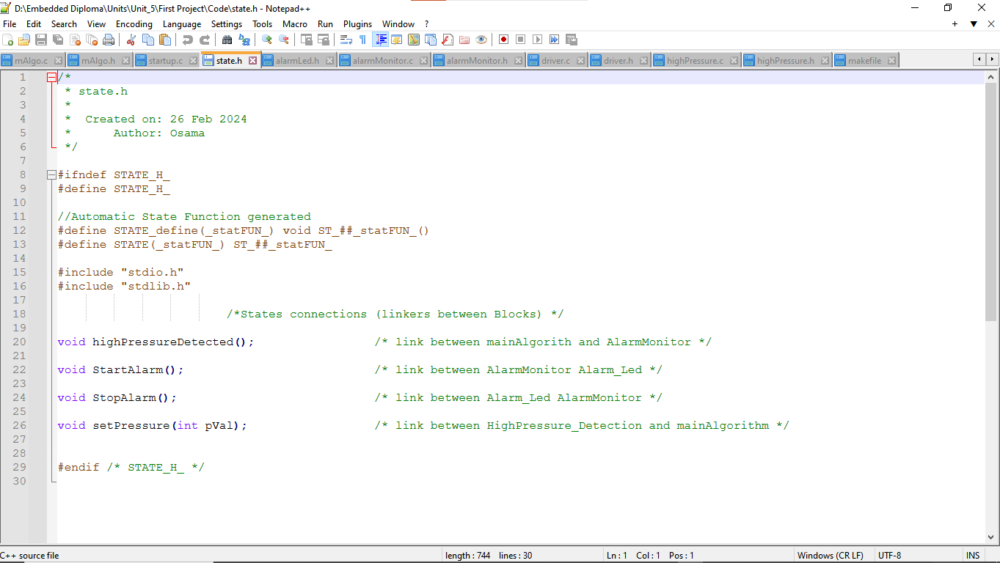 D:\Embedded Diploma\Units\Unit_5\First Project\Code\state.h - Notepad++
File Edit Search View Encoding Language Settings Tools Macro Run Plugins Window ?
mAlgo.c mAlgo.h startup.c state.h alarmLed.h alarmMonitor.c alarmMonitor.h driver.c driver.h highPressure.c highPressure.h makefile
1 /*
2 * state.h
3 *
4 * Created on: 26 Feb 2024
5 * Author: Osama
6 */
7
8 #ifndef STATE_H_
9 #define STATE_H_
10
11 //Automatic State Function generated
12 #define STATE_define(_statFUN_) void ST_##_statFUN_()
13 #define STATE(_statFUN_) ST_##_statFUN_
14
15 #include "stdio.h"
16 #include "stdlib.h"
17
18 /*States connections (linkers between Blocks) */
19
20 void highPressureDetected(); /* link between mainAlgorith and AlarmMonitor */
21
22 void StartAlarm(); /* link between AlarmMonitor Alarm_Led */
23
24 void StopAlarm(); /* link between Alarm_Led AlarmMonitor */
25
26 void setPressure(int pVal); /* link between HighPressure_Detection and mainAlgorithm */
27
28
29 #endif /* STATE_H_ */
30
C++ source file length : 744 lines : 30 Ln : 1 Col : 1 Pos : 1 Windows (CR LF) UTF-8 INS